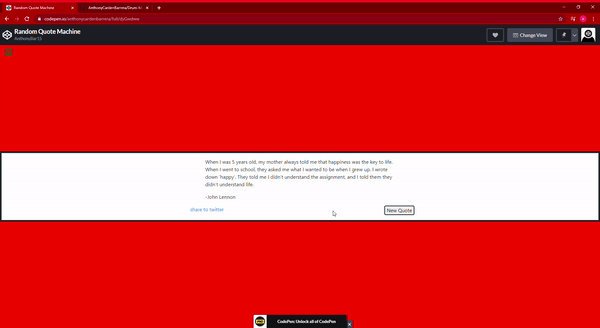 Random Quote Machine
codepen.io/anthonycardenbarrera/full/dyGwebwe
Random Quote Machine
AnthonyBar15
Change View
When I was 5 years old, my mother always told me that happiness was the key to life.
When I went to school, they asked me what I wanted to be when I grew up. I wrote
down 'happy'. They told me I didn't understand the assignment, and I told them they
didn't understand life.
-John Lennon
share to twitter
New Quote
CodePen: Unlock all of CodePen